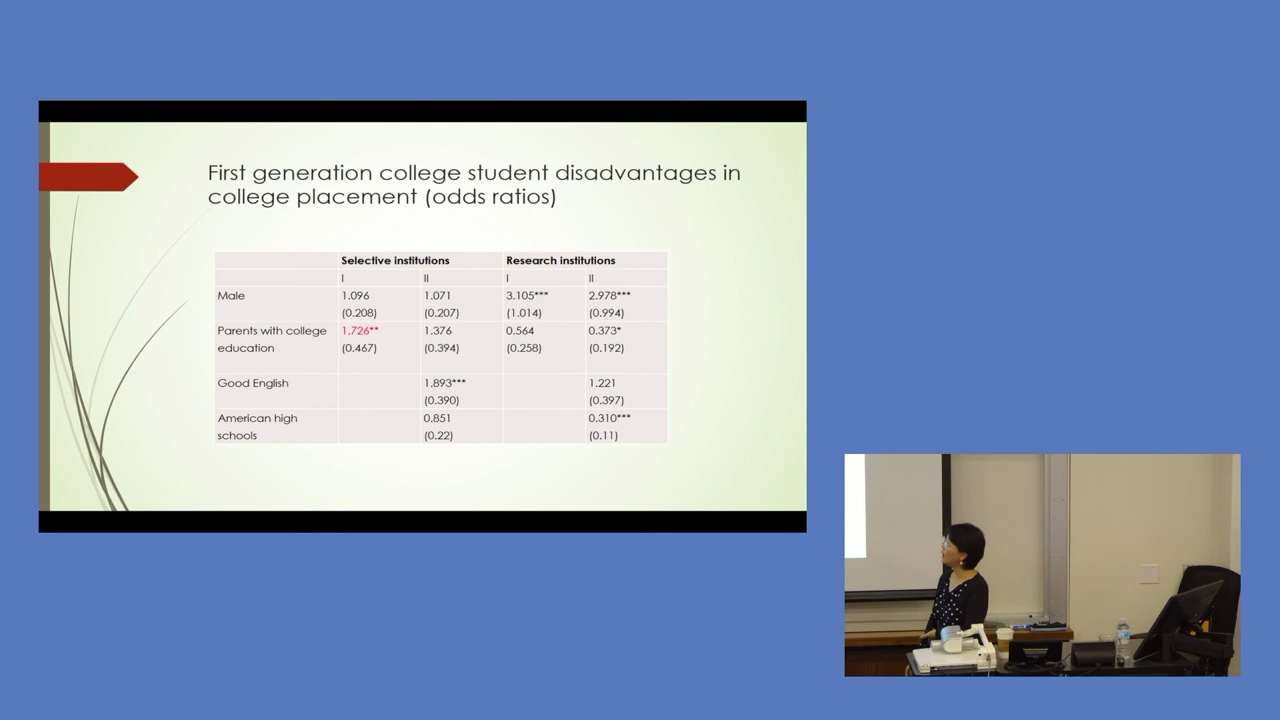 First generation college student disadvantages in
college placement (odds ratios)
Selective institutions Research institutions
I II I II
Male 1.096 1.071 3.105*** 2.978***
(0.208) (0.207) (1.014) (0.994)
Parents with college 1.726** 1.376 0.564 0.373*
education (0.467) (0.394) (0.258) (0.192)
Good English 1.893*** 1.221
(0.390) (0.397)
American high 0.851 0.310***
schools (0.22) (0.11)